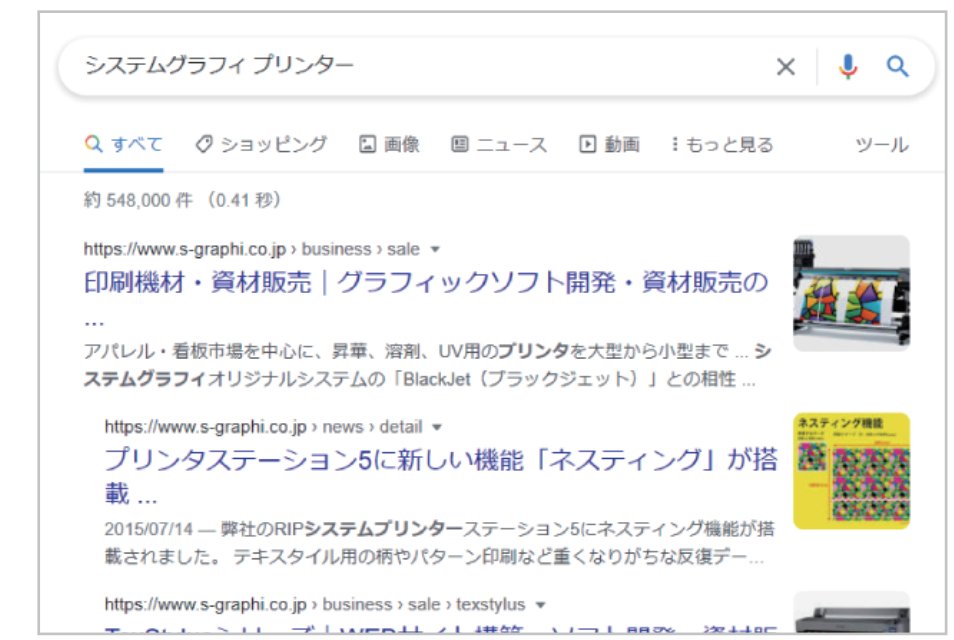 システムグラフィ プリンター
すべて ショッピング 画像 ニュース 動画 もっと見る ツール
約 548,000 件 （0.41 秒）
https://www.s-graphi.co.jp › business › sale
印刷機材・資材販売｜グラフィックソフト開発・資材販売の
...
アパレル・看板市場を中心に、昇華、溶剤、UV用のプリンタを大型から小型まで ... シ
ステムグラフィオリジナルシステムの「BlackJet（ブラックジェット）」との相性 ...
https://www.s-graphi.co.jp › news › detail
プリンタステーション5に新しい機能「ネスティング」が搭
載 ...
2015/07/14 — 弊社のRIPシステムプリンターステーション5にネスティング機能が搭
載されました。 テキスタイル用の柄やパターン印刷など重くなりがちな反復デー...
ネスティング機能
https://www.s-graphi.co.jp › business › sale › texstylus